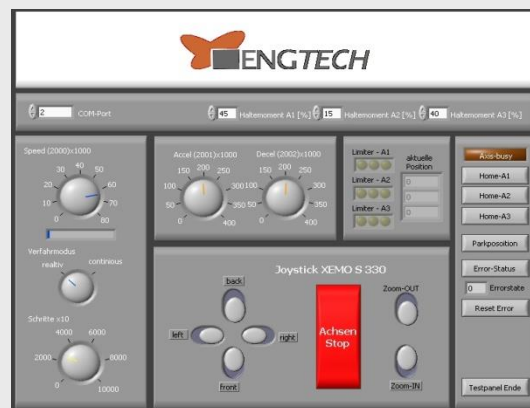 ENGTECH
2 COM-Port 45 Haltemoment A1 [%] 15 Haltemoment A2 [%] 40 Haltemoment A3 [%]
Speed (2000)x1000
0 10 20 30 40 50 60 70 80
Verfahrmodus
realtiv continious
Schritte x10
0 2000 4000 6000 8000 10000
Accel (2001)x1000
0 50 100 150 200 250 300 400
Decel (2002)x1000
0 50 100 150 200 250 300 400
Limiter - A1
Limiter - A2
Limiter - A3
aktuelle
Position
0
0
0
Joystick XEMO S 330
back
left right
front
Achsen
Stop
Zoom-OUT
Zoom-IN
Axis-busy
Home-A1
Home-A2
Home-A3
Parkposoition
Error-Status
0 Errorstate
Reset Error
Testpanel Ende